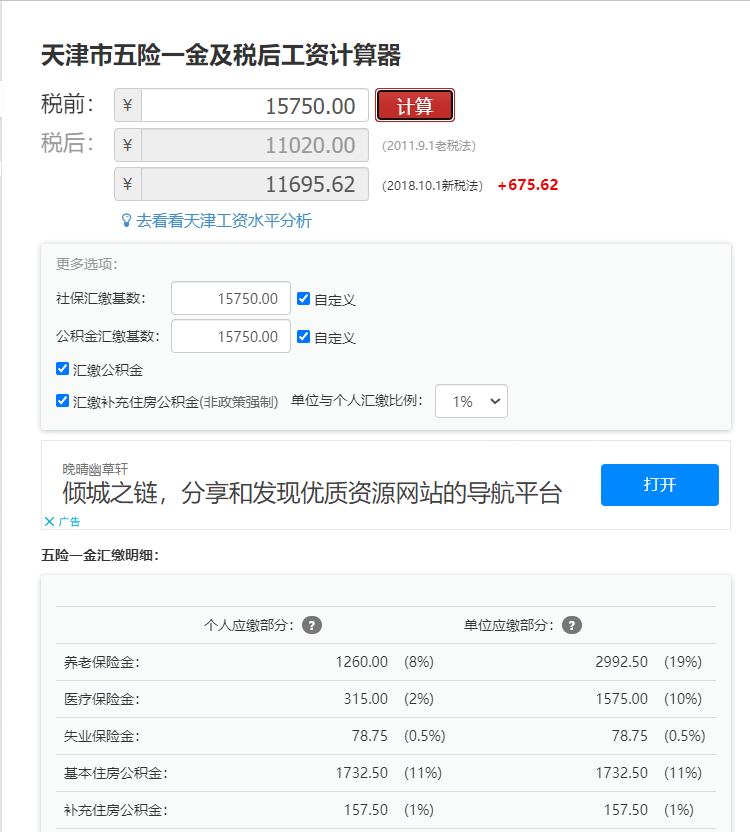 天津市五险一金及税后工资计算器
税前： ¥ 15750.00 计算
税后： ¥ 11020.00 (2011.9.1老税法)
¥ 11695.62 (2018.10.1新税法) +675.62
去看看天津工资水平分析
更多选项：
社保汇缴基数： 15750.00 自定义
公积金汇缴基数： 15750.00 自定义
汇缴公积金
汇缴补充住房公积金(非政策强制) 单位与个人汇缴比例： 1%
晚晴幽草轩
倾城之链，分享和发现优质资源网站的导航平台
打开
广告
五险一金汇缴明细：
个人应缴部分： ? 单位应缴部分： ?
养老保险金： 1260.00 (8%) 2992.50 (19%)
医疗保险金： 315.00 (2%) 1575.00 (10%)
失业保险金： 78.75 (0.5%) 78.75 (0.5%)
基本住房公积金： 1732.50 (11%) 1732.50 (11%)
补充住房公积金： 157.50 (1%) 157.50 (1%)